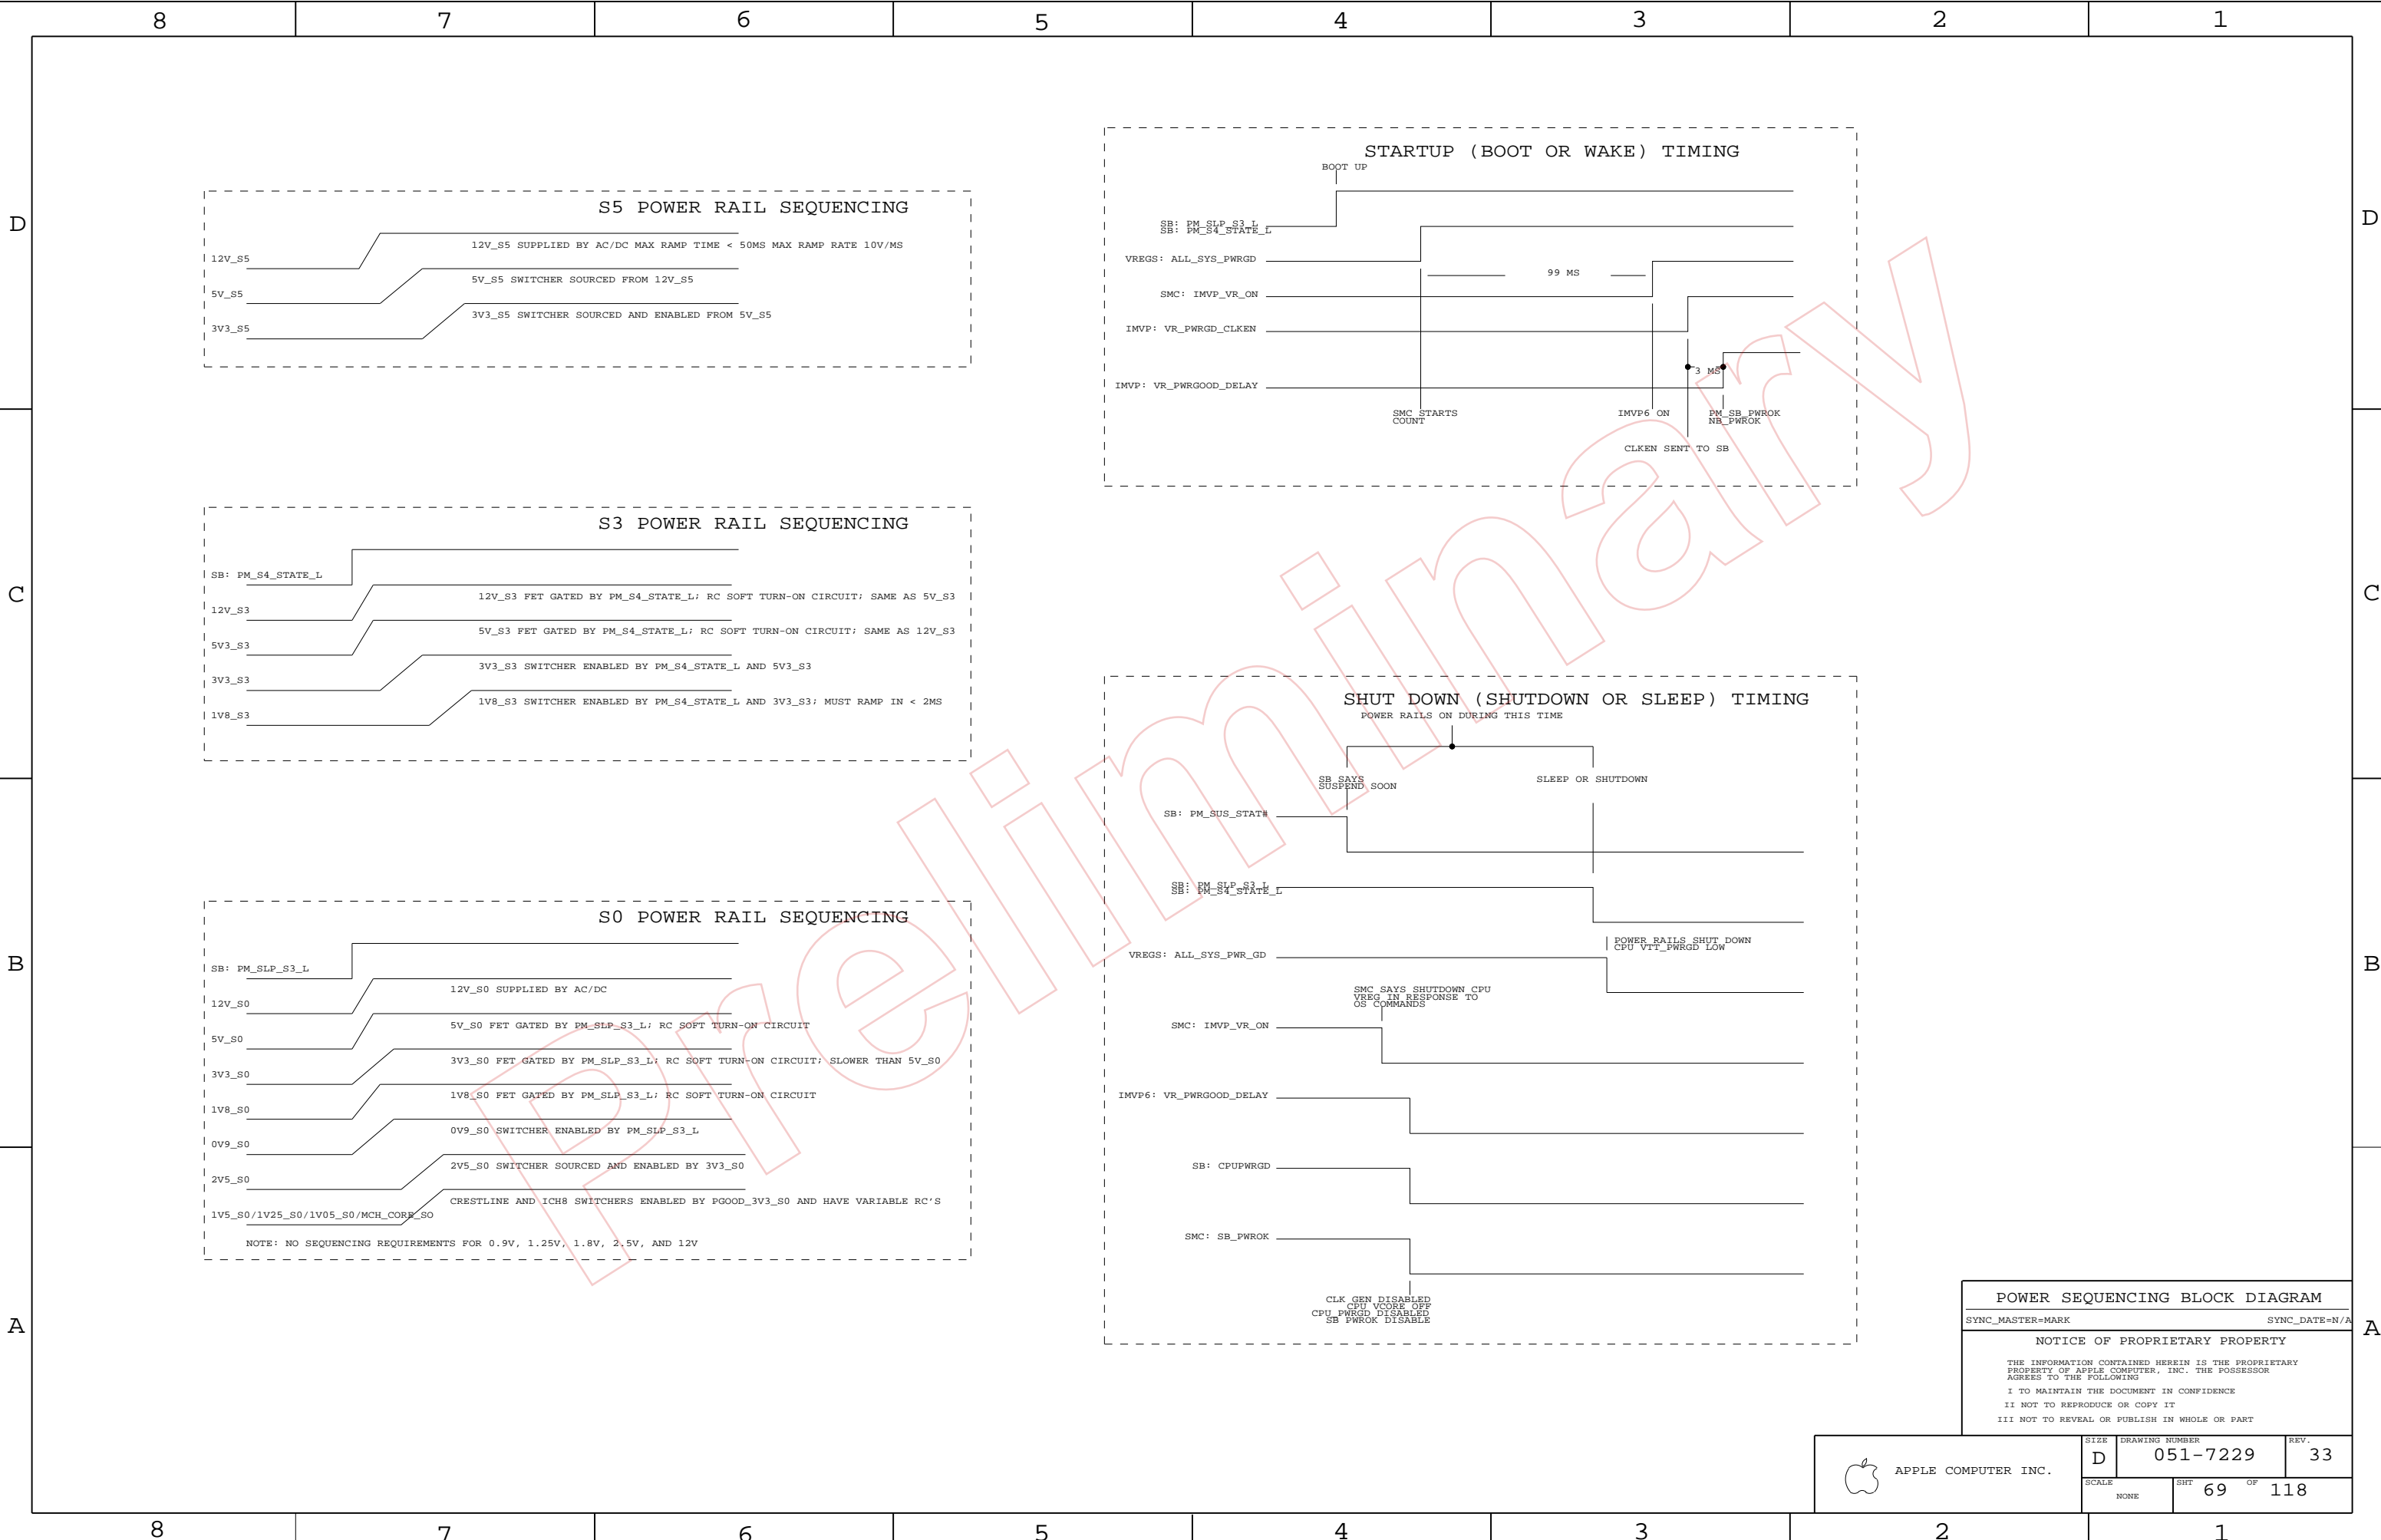 8 7 6 5 4 3 2 1
D
D
C
C
B
B
A
A
S5 POWER RAIL SEQUENCING
12V_S5
12V_S5 SUPPLIED BY AC/DC MAX RAMP TIME < 50MS MAX RAMP RATE 10V/MS
5V_S5
5V_S5 SWITCHER SOURCED FROM 12V_S5
3V3_S5
3V3_S5 SWITCHER SOURCED AND ENABLED FROM 5V_S5
S3 POWER RAIL SEQUENCING
SB: PM_S4_STATE_L
12V_S3
12V_S3 FET GATED BY PM_S4_STATE_L; RC SOFT TURN-ON CIRCUIT; SAME AS 5V_S3
5V3_S3
5V_S3 FET GATED BY PM_S4_STATE_L; RC SOFT TURN-ON CIRCUIT; SAME AS 12V_S3
3V3_S3
3V3_S3 SWITCHER ENABLED BY PM_S4_STATE_L AND 5V3_S3
1V8_S3
1V8_S3 SWITCHER ENABLED BY PM_S4_STATE_L AND 3V3_S3; MUST RAMP IN < 2MS
S0 POWER RAIL SEQUENCING
SB: PM_SLP_S3_L
12V_S0
12V_S0 SUPPLIED BY AC/DC
5V_S0
5V_S0 FET GATED BY PM_SLP_S3_L; RC SOFT TURN-ON CIRCUIT
3V3_S0
3V3_S0 FET GATED BY PM_SLP_S3_L; RC SOFT TURN-ON CIRCUIT; SLOWER THAN 5V_S0
1V8_S0
1V8_S0 FET GATED BY PM_SLP_S3_L; RC SOFT TURN-ON CIRCUIT
0V9_S0
0V9_S0 SWITCHER ENABLED BY PM_SLP_S3_L
2V5_S0
2V5_S0 SWITCHER SOURCED AND ENABLED BY 3V3_S0
1V5_S0/1V25_S0/1V05_S0/MCH_CORE_SO
CRESTLINE AND ICH8 SWITCHERS ENABLED BY PGOOD_3V3_S0 AND HAVE VARIABLE RC'S
NOTE: NO SEQUENCING REQUIREMENTS FOR 0.9V, 1.25V, 1.8V, 2.5V, AND 12V
STARTUP (BOOT OR WAKE) TIMING
BOOT UP
SB: PM_SLP_S3_L
SB: PM_S4_STATE_L
VREGS: ALL_SYS_PWRGD
99 MS
SMC: IMVP_VR_ON
IMVP: VR_PWRGD_CLKEN
3 MS
IMVP: VR_PWRGOOD_DELAY
SMC STARTS
COUNT
IMVP6 ON
PM_SB_PWROK
NB_PWROK
CLKEN SENT TO SB
SHUT DOWN (SHUTDOWN OR SLEEP) TIMING
POWER RAILS ON DURING THIS TIME
SB SAYS
SUSPEND SOON
SLEEP OR SHUTDOWN
SB: PM_SUS_STAT#
SB: PM_SLP_S3_L
SB: PM_S4_STATE_L
POWER RAILS SHUT DOWN
CPU VTT_PWRGD LOW
VREGS: ALL_SYS_PWR_GD
SMC SAYS SHUTDOWN CPU
VREG IN RESPONSE TO
OS COMMANDS
SMC: IMVP_VR_ON
IMVP6: VR_PWRGOOD_DELAY
SB: CPUPWRGD
SMC: SB_PWROK
CLK GEN DISABLED
CPU VCORE OFF
CPU_PWRGD DISABLED
SB PWROK DISABLE
Preliminary
POWER SEQUENCING BLOCK DIAGRAM
SYNC_MASTER=MARK SYNC_DATE=N/A
NOTICE OF PROPRIETARY PROPERTY
THE INFORMATION CONTAINED HEREIN IS THE PROPRIETARY
PROPERTY OF APPLE COMPUTER, INC. THE POSSESSOR
AGREES TO THE FOLLOWING
I TO MAINTAIN THE DOCUMENT IN CONFIDENCE
II NOT TO REPRODUCE OR COPY IT
III NOT TO REVEAL OR PUBLISH IN WHOLE OR PART
APPLE COMPUTER INC.
SIZE
D
DRAWING NUMBER
051-7229
REV.
33
SCALE
NONE
SHT 69 OF 118
8 7 6 5 4 3 2 1